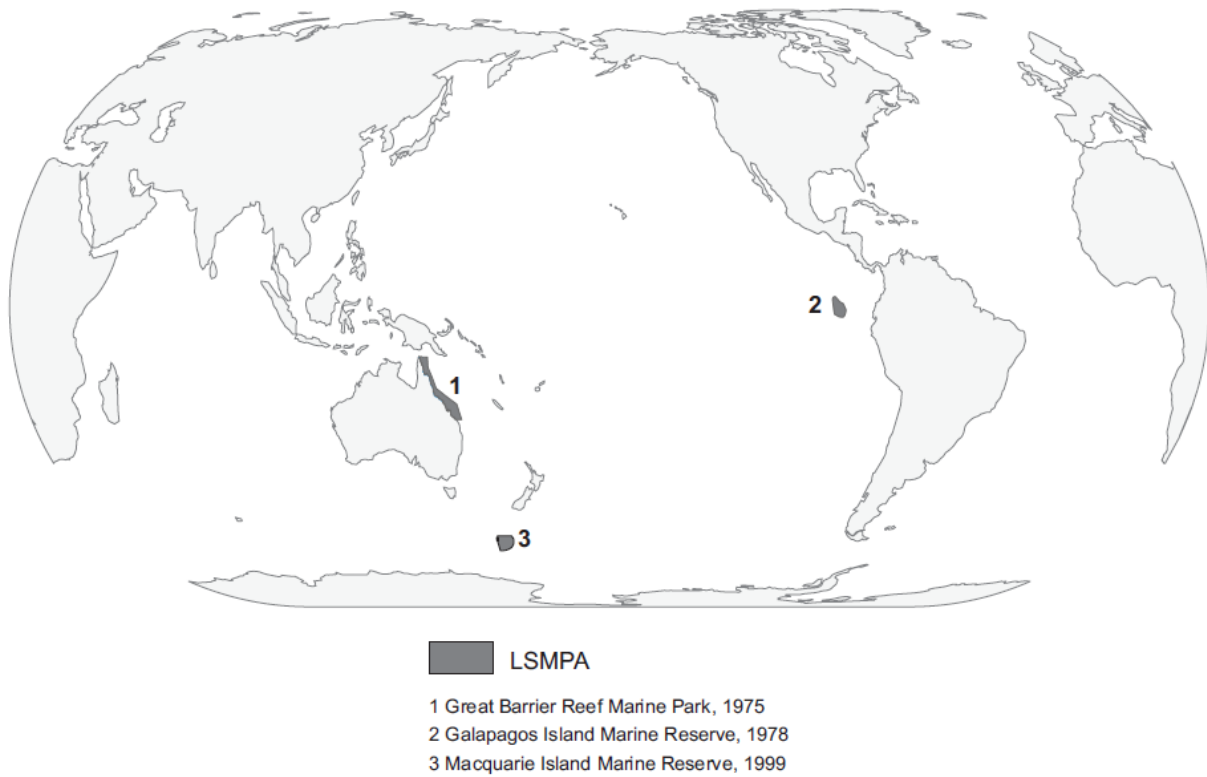 2
1
3
LSMPA
1 Great Barrier Reef Marine Park, 1975
2 Galapagos Island Marine Reserve, 1978
3 Macquarie Island Marine Reserve, 1999